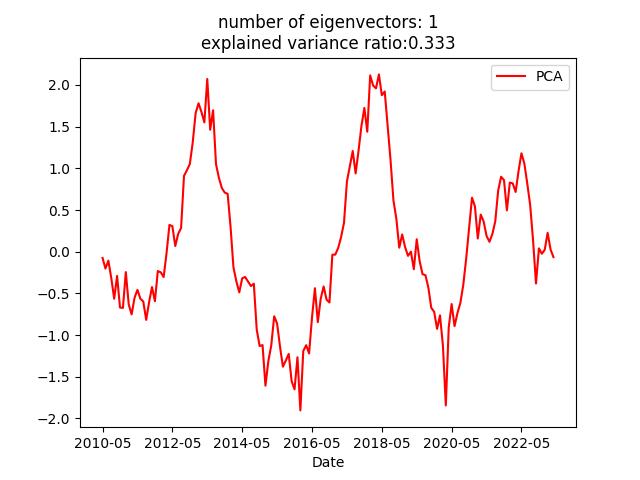 number of eigenvectors: 1
explained variance ratio:0.333
PCA
2.0
1.5
1.0
0.5
0.0
−0.5
−1.0
−1.5
−2.0
2010-05 2012-05 2014-05 2016-05 2018-05 2020-05 2022-05
Date